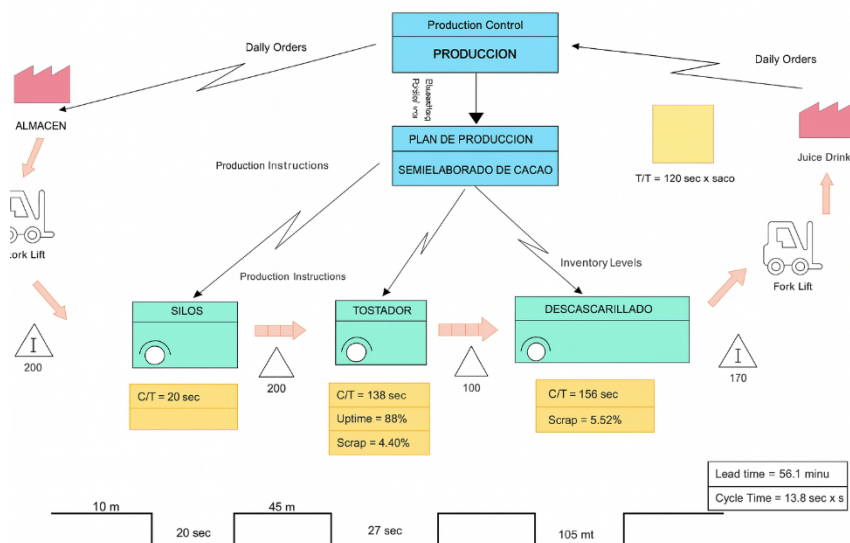 Production Control
PRODUCCION
Daily Orders
Daily Orders
ALMACEN
PLAN DE PRODUCCION
SEMIELABORADO DE CACAO
Juice Drink
T/T = 120 sec x saco
Production Instructions
ork Lift
Fork Lift
Production Instructions
Inventory Levels
SILOS
TOSTADOR
DESCASCARILLADO
I
200
200
100
I
170
C/T = 20 sec
C/T = 138 sec
Uptime = 88%
Scrap = 4.40%
C/T = 156 sec
Scrap = 5.52%
Lead time = 56.1 minu
Cycle Time = 13.8 sec x s
10 m
45 m
20 sec
27 sec
105 mt